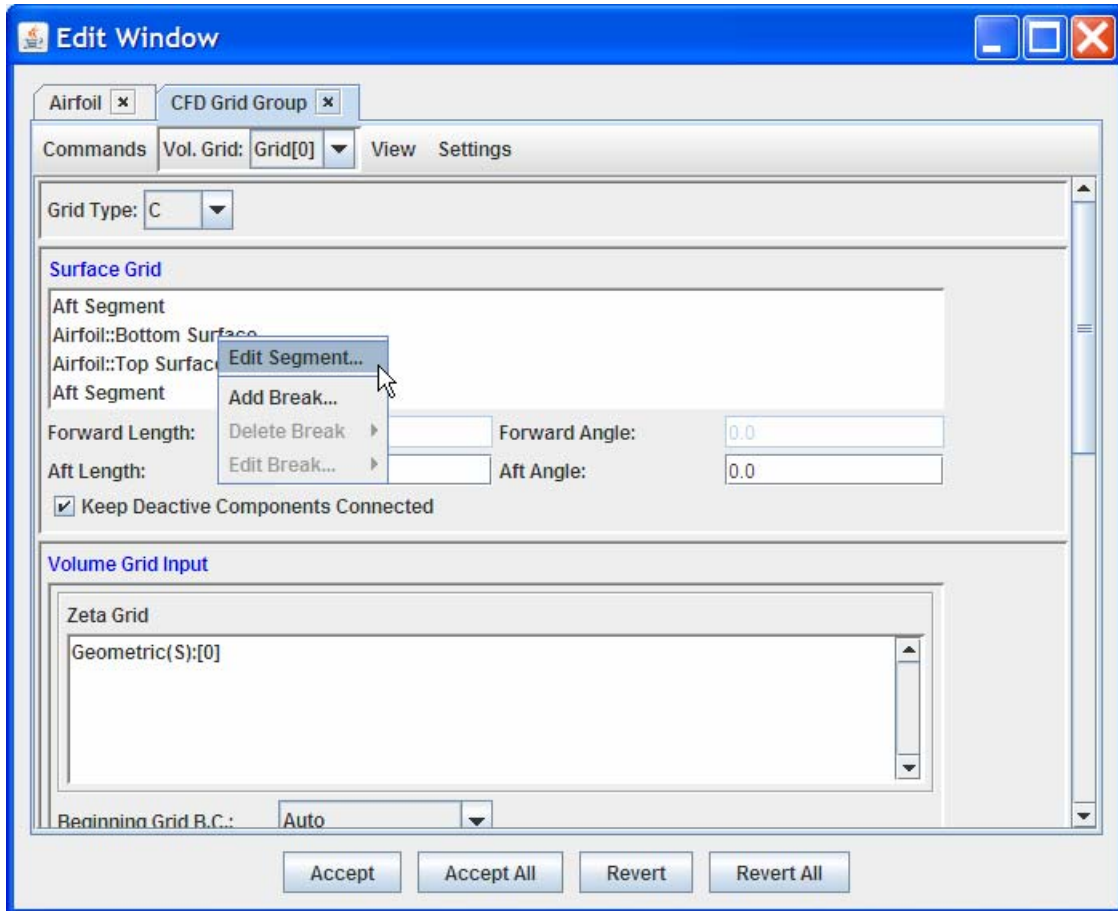 Edit Window
Airfoil CFD Grid Group
Commands Vol. Grid: Grid[0] View Settings
Grid Type: C
Surface Grid
Aft Segment
Airfoil::Bottom Surface
Airfoil::Top Surface
Aft Segment
Edit Segment...
Add Break...
Delete Break
Edit Break...
Forward Length: Forward Angle: 0.0
Aft Length: Aft Angle: 0.0
Keep Deactive Components Connected
Volume Grid Input
Zeta Grid
Geometric(S):[0]
Beginning Grid B.C.: Auto
Accept Accept All Revert Revert All